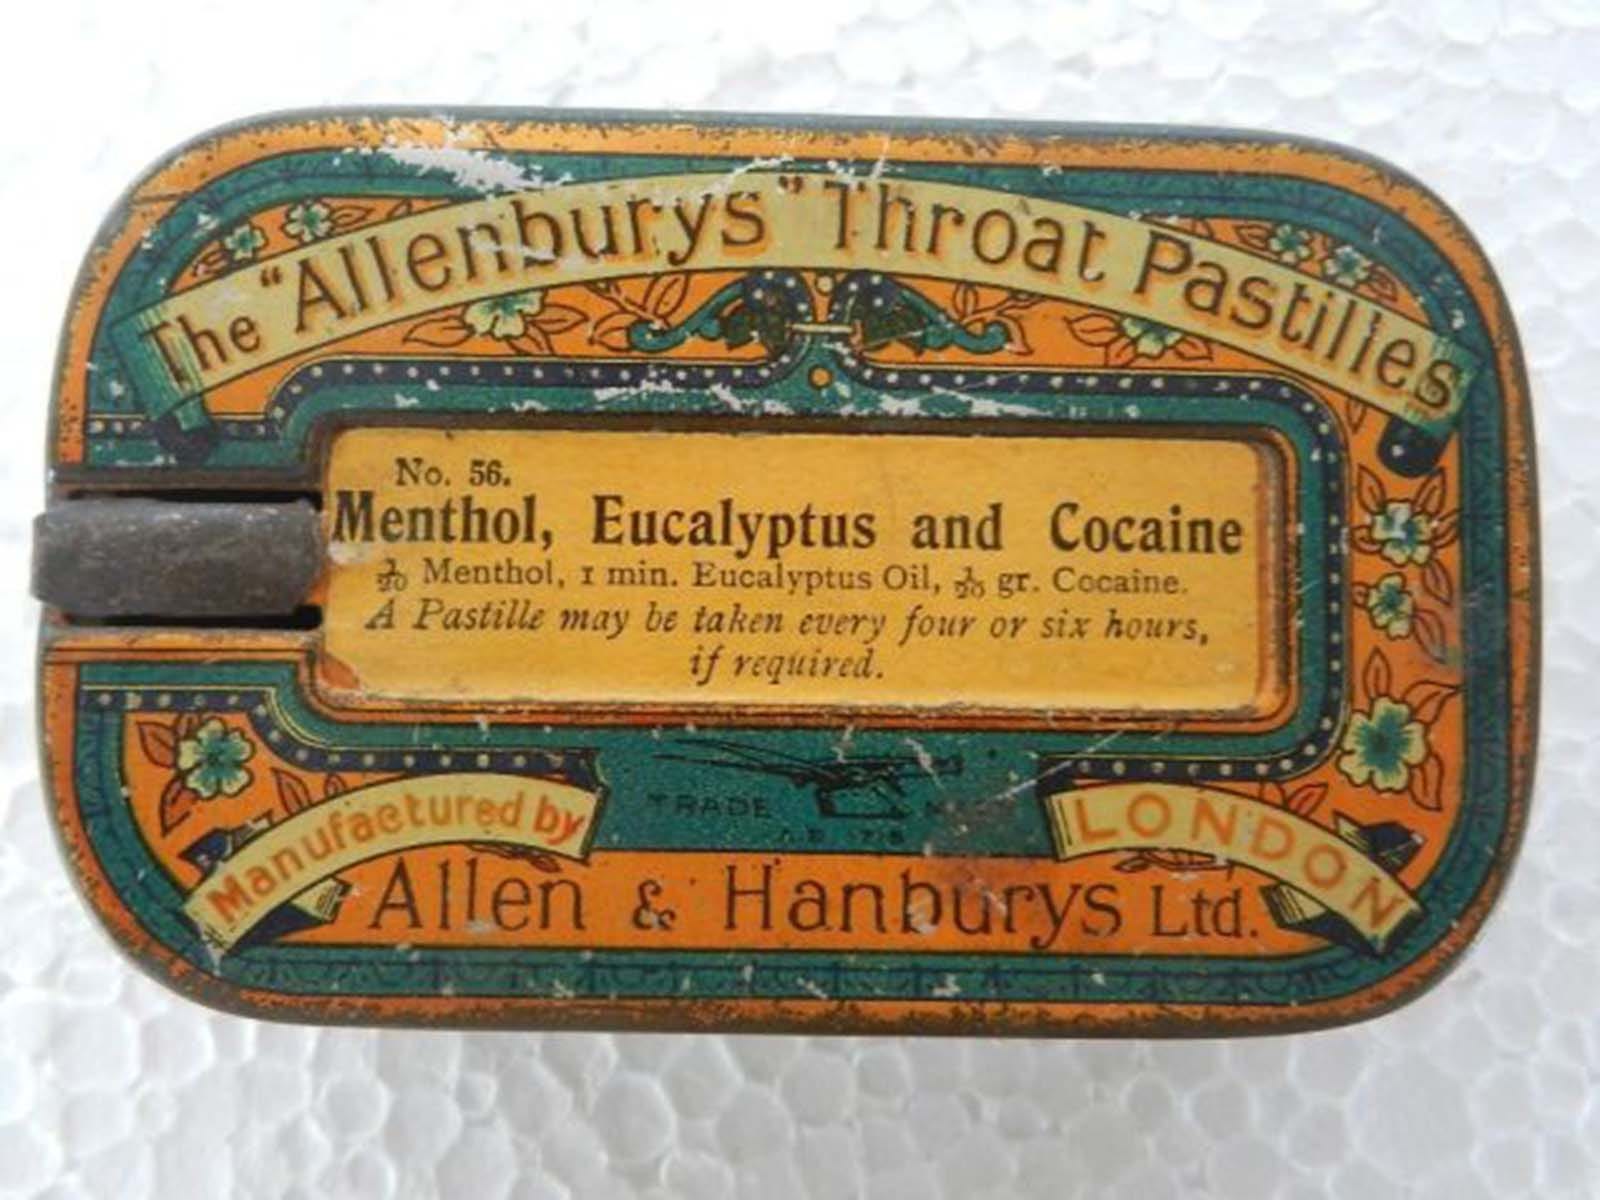 The "Allenburys" Throat Pastilles
No. 56.
Menthol, Eucalyptus and Cocaine
1/20 Menthol, 1 min. Eucalyptus Oil, 1/20 gr. Cocaine.
A Pastille may be taken every four or six hours,
if required.
TRADE
Manufactured by
LONDON
Allen & Hanburys Ltd.